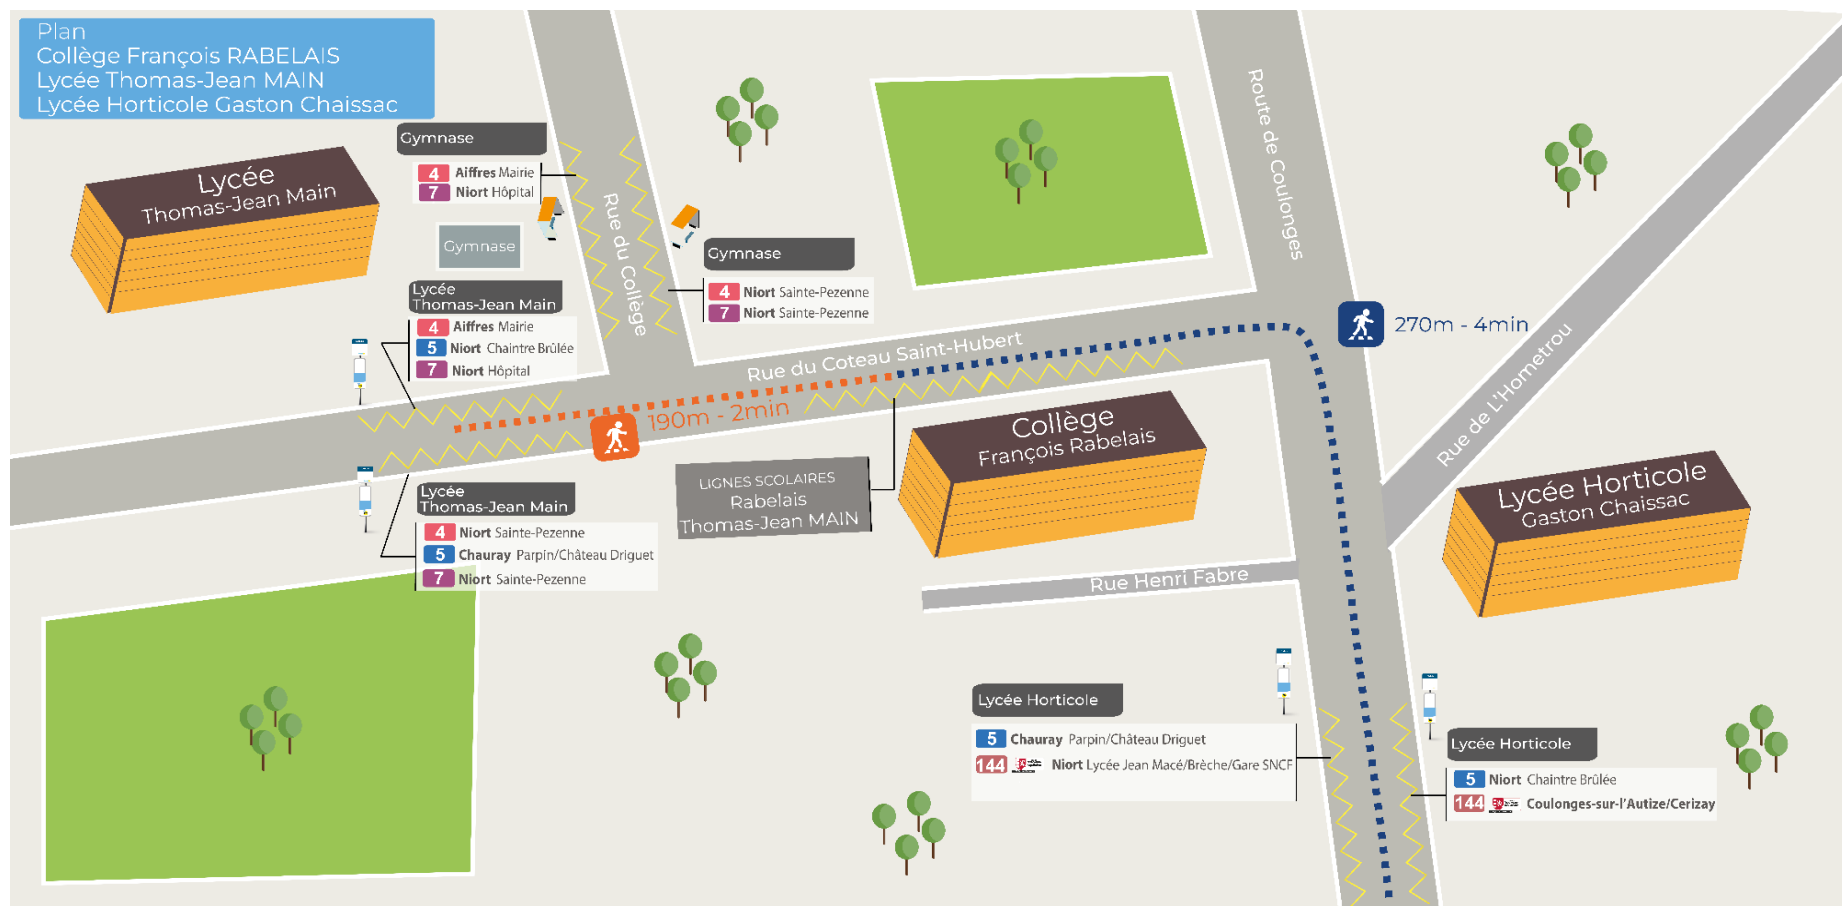 Plan
Collège François RABELAIS
Lycée Thomas-Jean MAIN
Lycée Horticole Gaston Chaissac
Lycée
Thomas-Jean Main
Gymnase
4 Aiffres Mairie
7 Niort Hôpital
Gymnase
Rue du Collège
Gymnase
4 Niort Sainte-Pezenne
7 Niort Sainte-Pezenne
Lycée
Thomas-Jean Main
4 Aiffres Mairie
5 Niort Chaintre Brûlée
7 Niort Hôpital
Route de Coulonges
270m - 4min
Rue de L'Hometrou
Rue du Coteau Saint-Hubert
190m - 2min
Collège
François Rabelais
LIGNES SCOLAIRES
Rabelais
Thomas-Jean MAIN
Lycée
Thomas-Jean Main
4 Niort Sainte-Pezenne
5 Chauray Parpin/Château Driguet
7 Niort Sainte-Pezenne
Lycée Horticole
Gaston Chaissac
Rue Henri Fabre
Lycée Horticole
5 Chauray Parpin/Château Driguet
144 Niort Lycée Jean Macé/Brèche/Gare SNCF
Lycée Horticole
5 Niort Chaintre Brûlée
144 Coulonges-sur-l'Autize/Cerizay